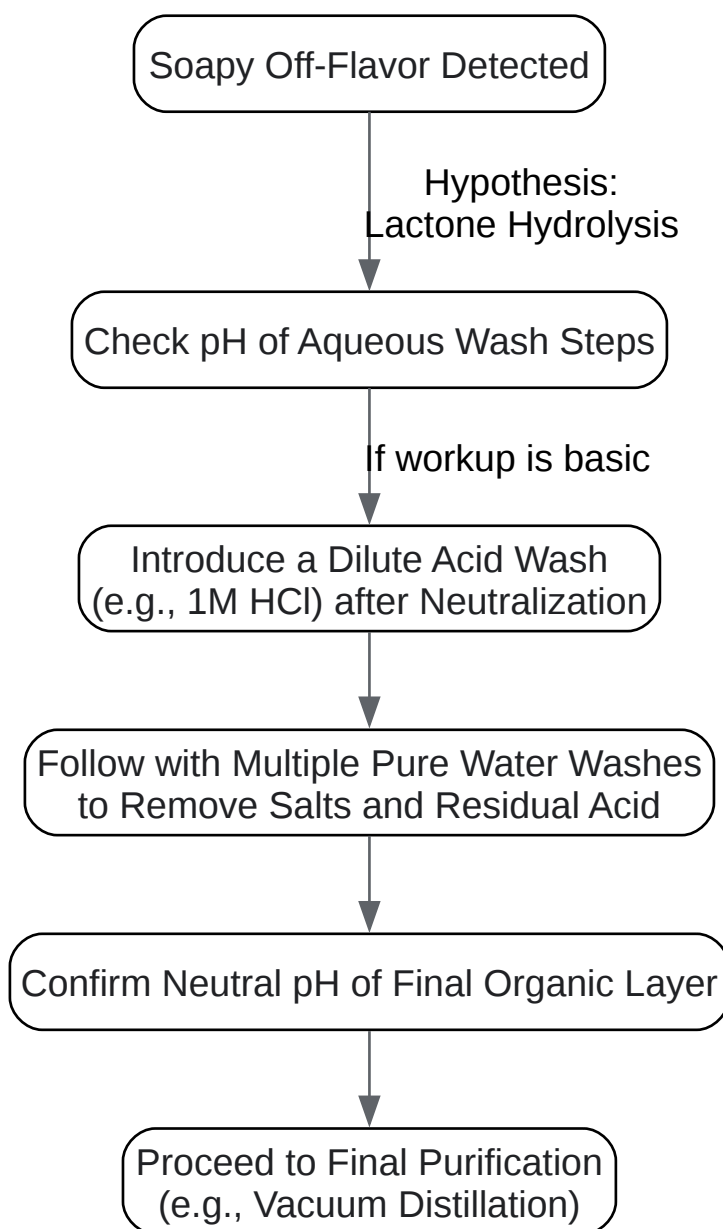 Soapy Off-Flavor Detected
Hypothesis:
Lactone Hydrolysis
Check pH of Aqueous Wash Steps
If workup is basic
Introduce a Dilute Acid Wash
(e.g., 1M HCl) after Neutralization
Follow with Multiple Pure Water Washes
to Remove Salts and Residual Acid
Confirm Neutral pH of Final Organic Layer
Proceed to Final Purification
(e.g., Vacuum Distillation)